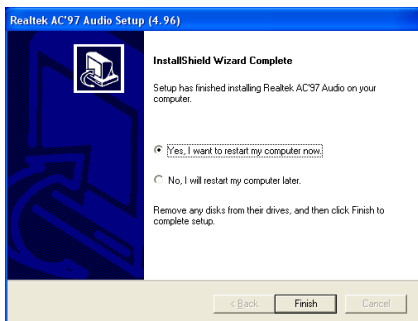 Realtek AC'97 Audio Setup (4.96)
InstallShield Wizard Complete
Setup has finished installing Realtek AC'97 Audio on your
computer.
Yes, I want to restart my computer now.
No, I will restart my computer later.
Remove any disks from their drives, and then click Finish to
complete setup.
< Back Finish Cancel